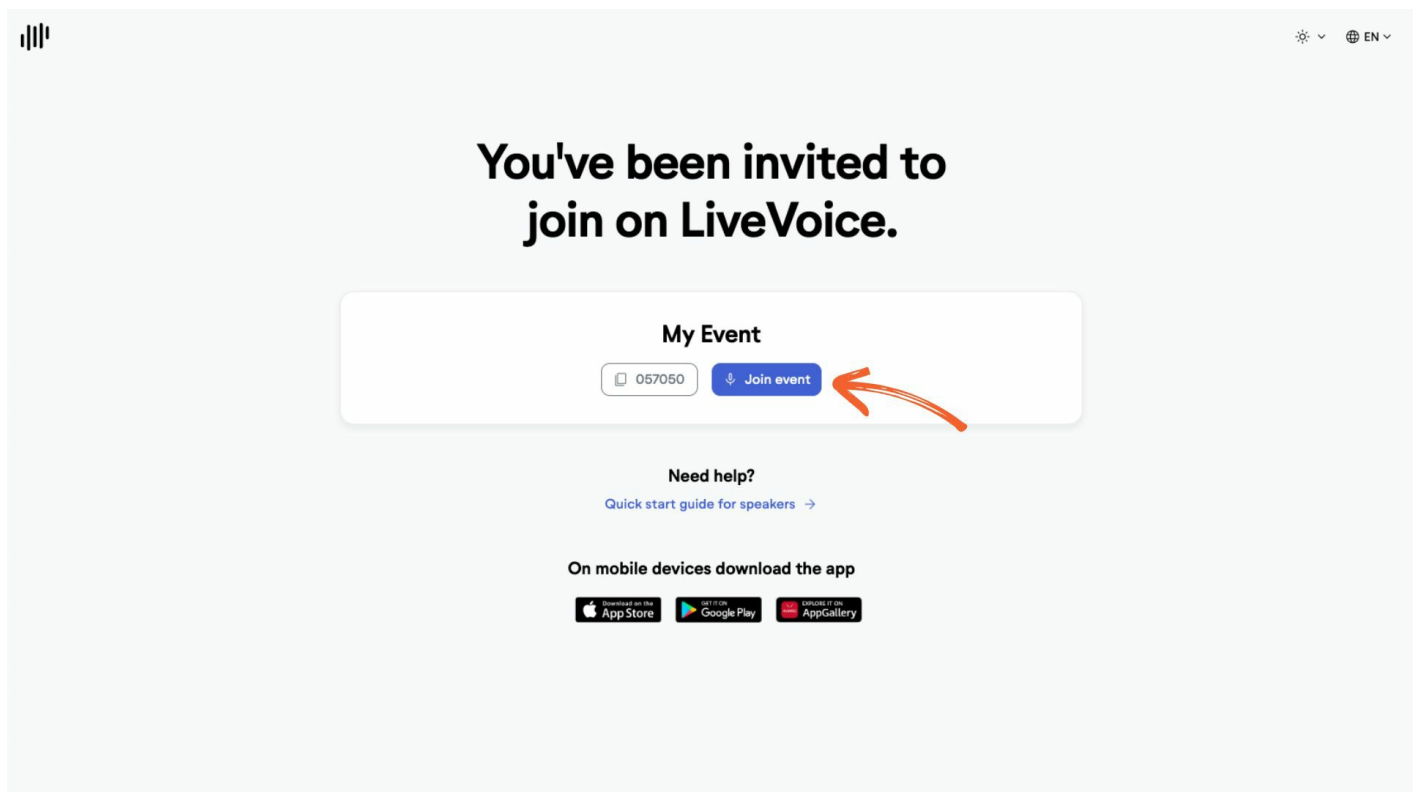 EN
You've been invited to
join on LiveVoice.
My Event
057050
Join event
Need help?
Quick start guide for speakers →
On mobile devices download the app
Download on the
App Store
GET IT ON
Google Play
EXPLORE IT ON
AppGallery